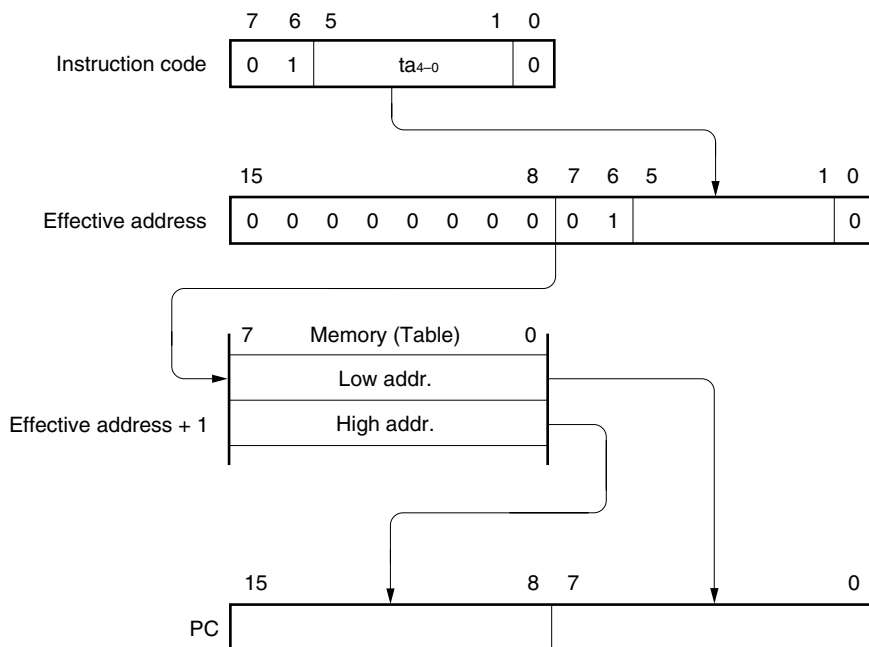 7 6 5 1 0
Instruction code 0 1 ta4–0 0
15 8 7 6 5 1 0
Effective address 0 0 0 0 0 0 0 0 0 1 0
7 Memory (Table) 0
Low addr.
Effective address + 1 High addr.
15 8 7 0
PC